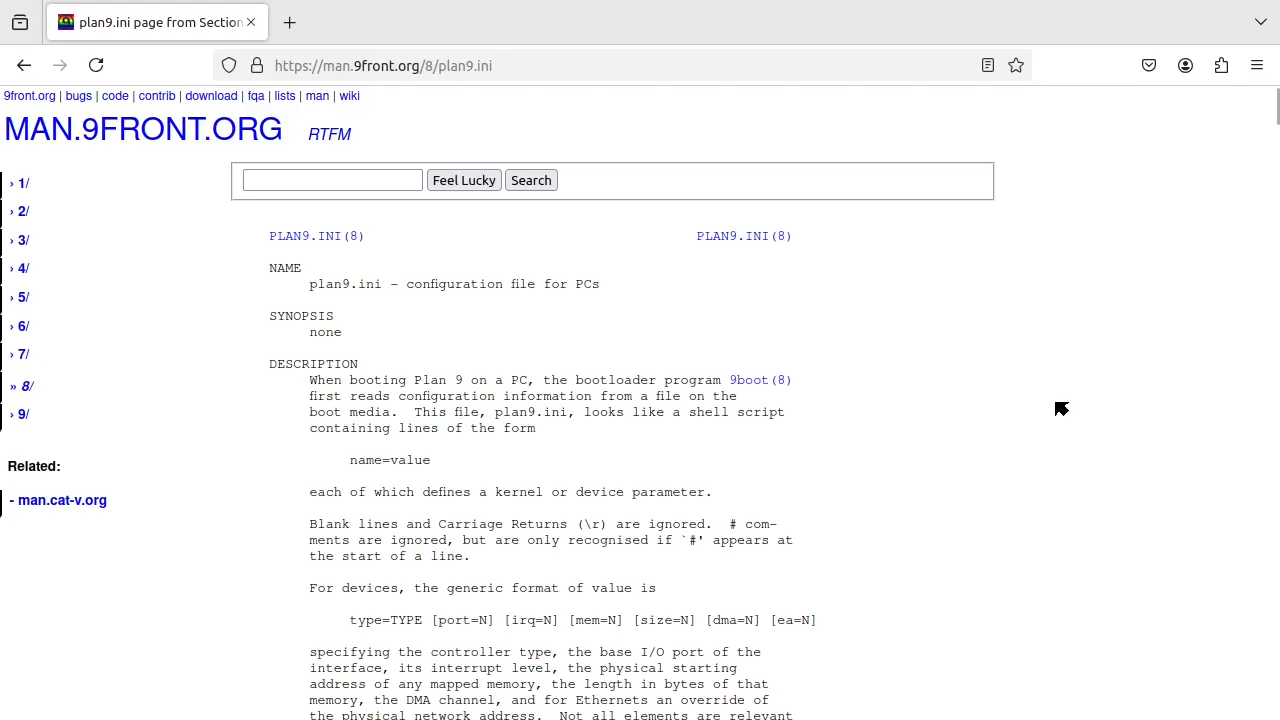 plan9.ini page from Section
https://man.9front.org/8/plan9.ini
9front.org | bugs | code | contrib | download | fqa | lists | man | wiki
MAN.9FRONT.ORG RTFM
› 1/
› 2/
› 3/
› 4/
› 5/
› 6/
› 7/
» 8/
› 9/
Related:
- man.cat-v.org
Feel Lucky Search
PLAN9.INI(8) PLAN9.INI(8)
NAME
plan9.ini - configuration file for PCs
SYNOPSIS
none
DESCRIPTION
When booting Plan 9 on a PC, the bootloader program 9boot(8)
first reads configuration information from a file on the
boot media.  This file, plan9.ini, looks like a shell script
containing lines of the form
name=value
each of which defines a kernel or device parameter.
Blank lines and Carriage Returns (\r) are ignored.  # com-
ments are ignored, but are only recognised if `#' appears at
the start of a line.
For devices, the generic format of value is
type=TYPE [port=N] [irq=N] [mem=N] [size=N] [dma=N] [ea=N]
specifying the controller type, the base I/O port of the
interface, its interrupt level, the physical starting
address of any mapped memory, the length in bytes of that
memory, the DMA channel, and for Ethernets an override of
the physical network address.  Not all elements are relevant